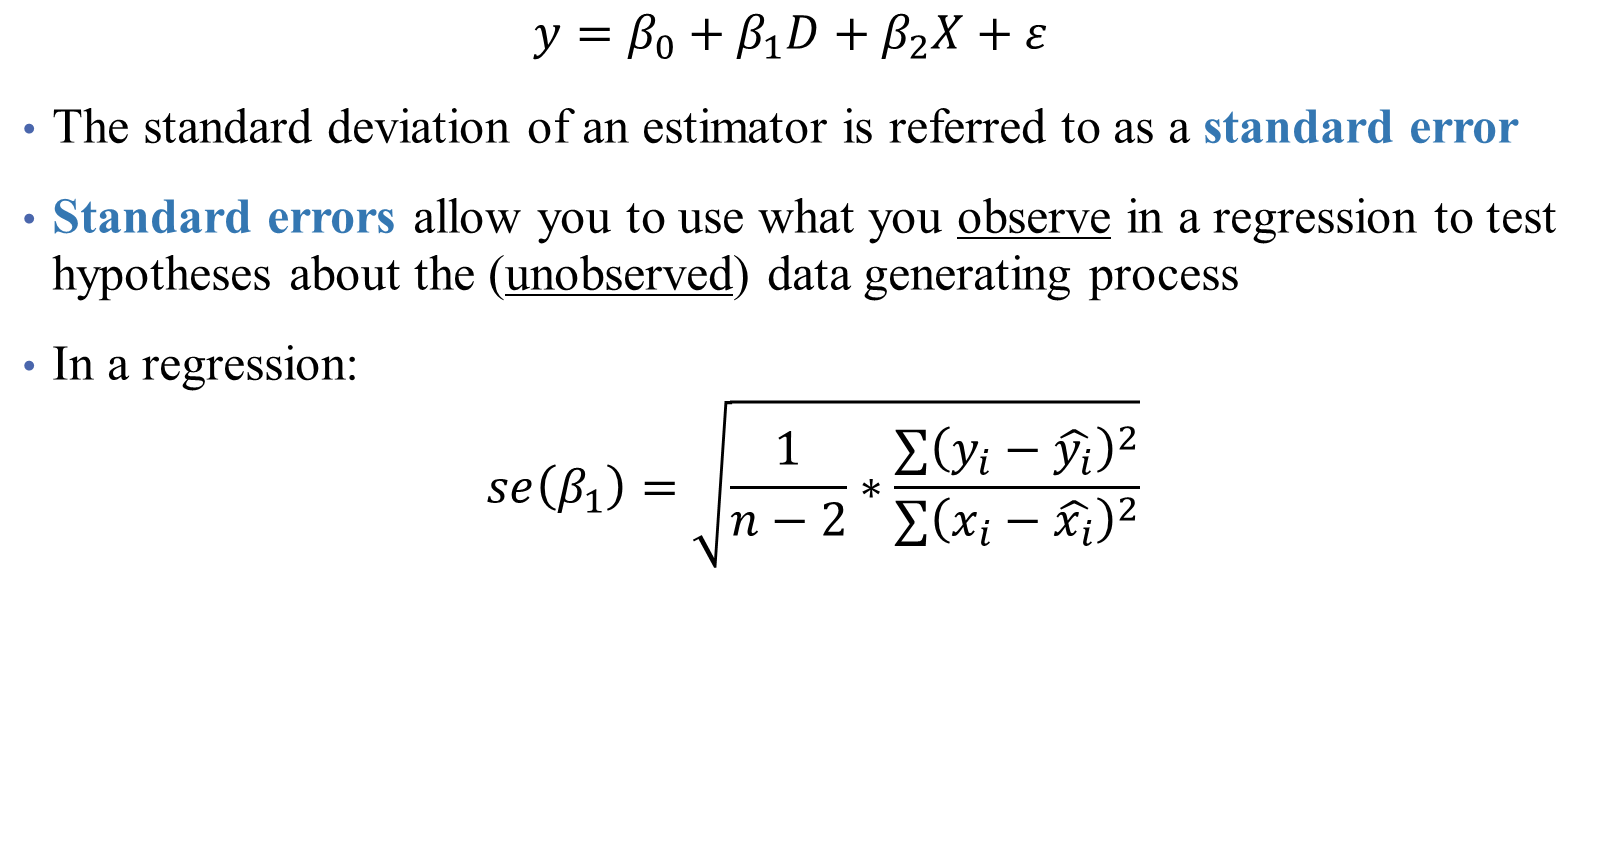 y = β₀ + β₁D + β₂X + ε
• The standard deviation of an estimator is referred to as a standard error
• Standard errors allow you to use what you observe in a regression to test
hypotheses about the (unobserved) data generating process
• In a regression:
se(β₁) = √(1/(n − 2) * ∑(yᵢ − ŷᵢ)²/∑(xᵢ − x̂ᵢ)²)